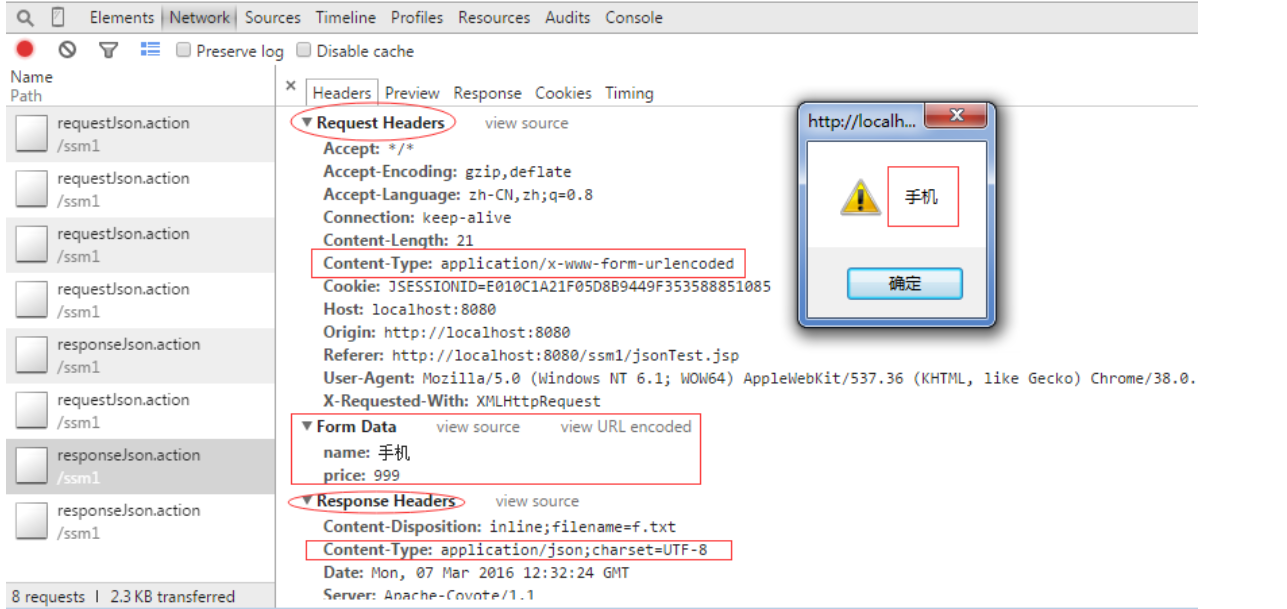 Elements Network Sources Timeline Profiles Resources Audits Console
Preserve log Disable cache
Name
Path
requestJson.action
/ssm1
requestJson.action
/ssm1
requestJson.action
/ssm1
requestJson.action
/ssm1
responseJson.action
/ssm1
requestJson.action
/ssm1
responseJson.action
/ssm1
responseJson.action
/ssm1
8 requests | 2.3 KB transferred
× Headers Preview Response Cookies Timing
▼ Request Headers view source
Accept: */*
Accept-Encoding: gzip,deflate
Accept-Language: zh-CN,zh;q=0.8
Connection: keep-alive
Content-Length: 21
Content-Type: application/x-www-form-urlencoded
Cookie: JSESSIONID=E010C1A21F05D8B9449F353588851085
Host: localhost:8080
Origin: http://localhost:8080
Referer: http://localhost:8080/ssm1/jsonTest.jsp
User-Agent: Mozilla/5.0 (Windows NT 6.1; WOW64) AppleWebKit/537.36 (KHTML, like Gecko) Chrome/38.0.
X-Requested-With: XMLHttpRequest
▼ Form Data view source view URL encoded
name: 手机
price: 999
▼ Response Headers view source
Content-Disposition: inline;filename=f.txt
Content-Type: application/json;charset=UTF-8
Date: Mon, 07 Mar 2016 12:32:24 GMT
Server: Apache-Coyote/1.1
http://localh... x
手机
确定